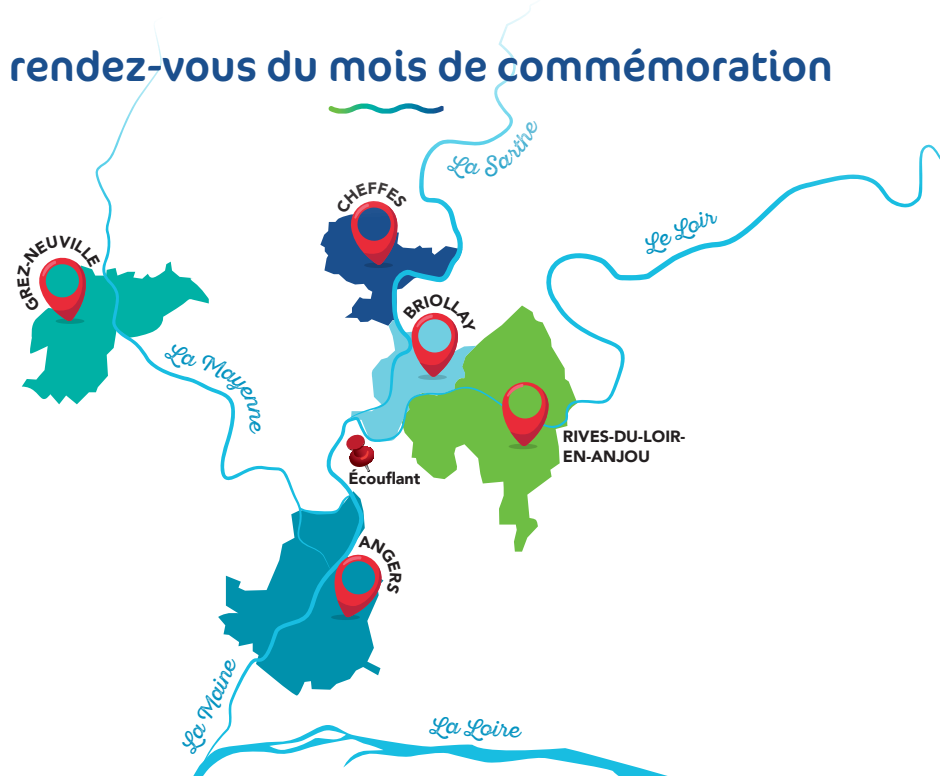 rendez-vous du mois de commémoration
La Sarthe
CHEFFES
Le Loir
GREZ-NEUVILLE
BRIOLLAY
La Mayenne
RIVES-DU-LOIR-
EN-ANJOU
Écouflant
ANGERS
La Maine
La Loire